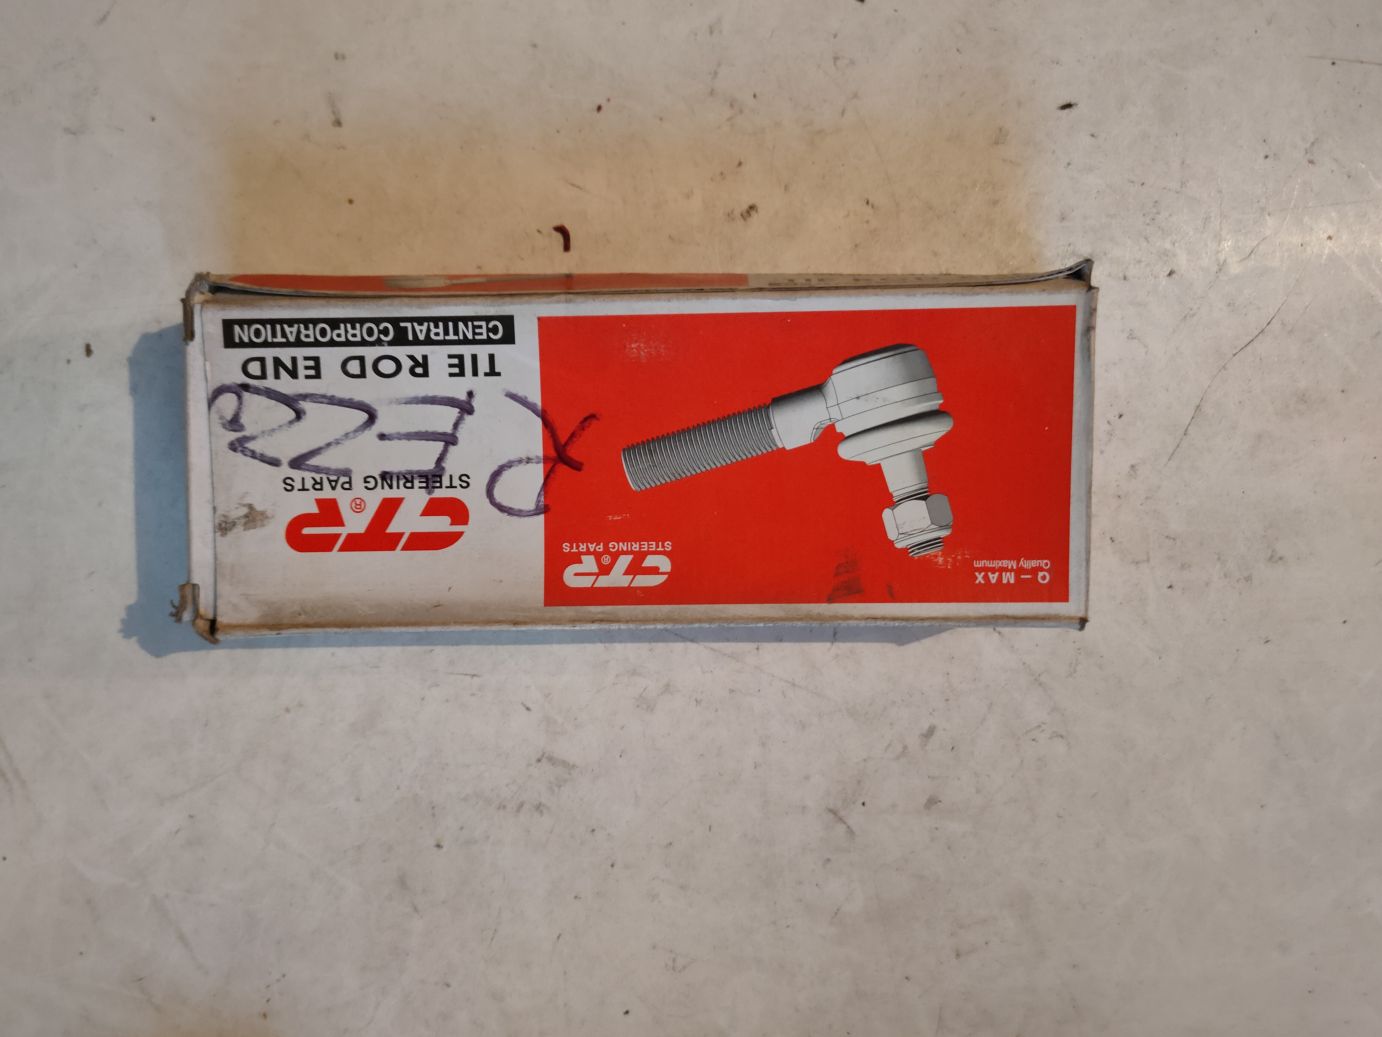 Q – MAX
Quality Maximum
CTR®
STEERING PARTS
CTR®
STEERING PARTS
TIE ROD END
CENTRAL CORPORATION